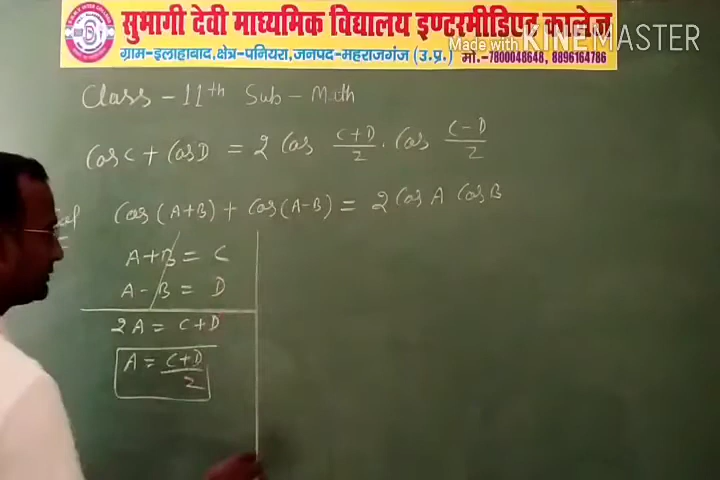 सुभागी देवी माध्यमिक विद्यालय इण्टरमीडिएट कालेज
ग्राम-इलाहाबाद, क्षेत्र-पनियरा, जनपद-महराजगंज (उ.प्र.) मो.-7800048648, 8896164786
Made with KINEMASTER
Class - 11th Sub - Math
Cos C + Cos D = 2 Cos (C+D)/2 . Cos (C-D)/2
Cos (A+B) + Cos (A-B) = 2 Cos A Cos B
A+B = C
A-B = D
2A = C+D
A = (C+D)/2